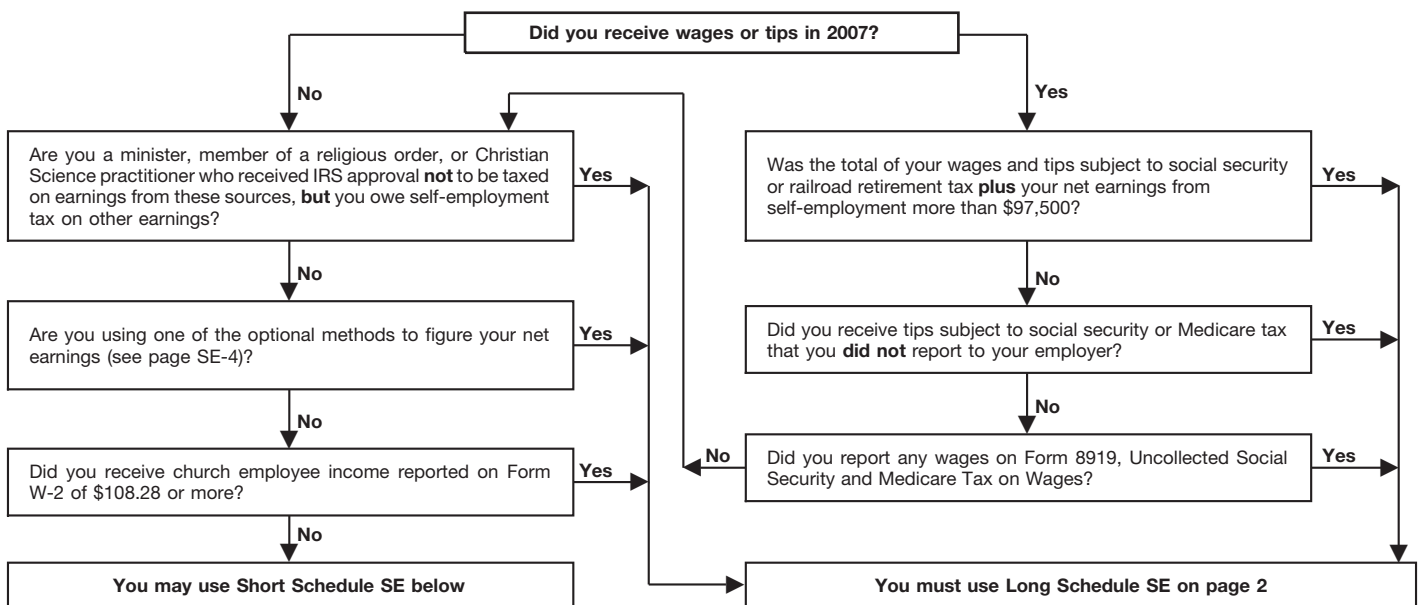 Did you receive wages or tips in 2007?
No
Yes
Are you a minister, member of a religious order, or Christian
Science practitioner who received IRS approval not to be taxed
on earnings from these sources, but you owe self-employment
tax on other earnings?
Yes
Was the total of your wages and tips subject to social security
or railroad retirement tax plus your net earnings from
self-employment more than $97,500?
Yes
No
No
Are you using one of the optional methods to figure your net
earnings (see page SE-4)?
Yes
Did you receive tips subject to social security or Medicare tax
that you did not report to your employer?
Yes
No
No
Did you receive church employee income reported on Form
W-2 of $108.28 or more?
Yes
No
Did you report any wages on Form 8919, Uncollected Social
Security and Medicare Tax on Wages?
Yes
No
You may use Short Schedule SE below
You must use Long Schedule SE on page 2